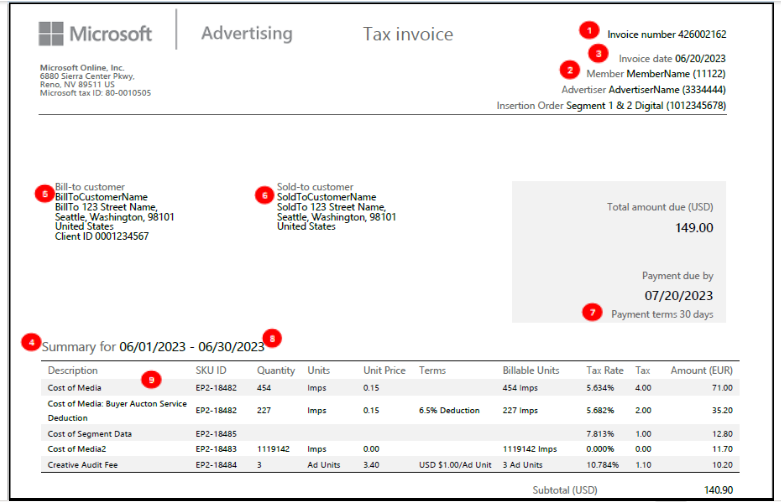 Microsoft Advertising Tax invoice
1 Invoice number 426002162
3 Invoice date 06/20/2023
2 Member MemberName (11122)
Advertiser AdvertiserName (3334444)
Insertion Order Segment 1 & 2 Digital (1012345678)
Microsoft Online, Inc.
6880 Sierra Center Pkwy,
Reno, NV 89511 US
Microsoft tax ID: 80-0010505
5 Bill-to customer
BillToCustomerName
BillTo 123 Street Name,
Seattle, Washington, 98101
United States
Client ID 0001234567
6 Sold-to customer
SoldToCustomerName
SoldTo 123 Street Name,
Seattle, Washington, 98101
United States
Total amount due (USD)
149.00
Payment due by
07/20/2023
7 Payment terms 30 days
4 Summary for 06/01/2023 - 06/30/2023 8
Description SKU ID Quantity Units Unit Price Terms Billable Units Tax Rate Tax Amount (EUR)
9
Cost of Media EP2-18482 454 Imps 0.15 454 Imps 5.634% 4.00 71.00
Cost of Media: Buyer Aucton Service
Deduction EP2-18482 227 Imps 0.15 6.5% Deduction 227 Imps 5.682% 2.00 35.20
Cost of Segment Data EP2-18485 7.813% 1.00 12.80
Cost of Media2 EP2-18483 1119142 Imps 0.00 1119142 Imps 0.000% 0.00 11.70
Creative Audit Fee EP2-18484 3 Ad Units 3.40 USD $1.00/Ad Unit 3 Ad Units 10.784% 1.10 10.20
Subtotal (USD) 140.90